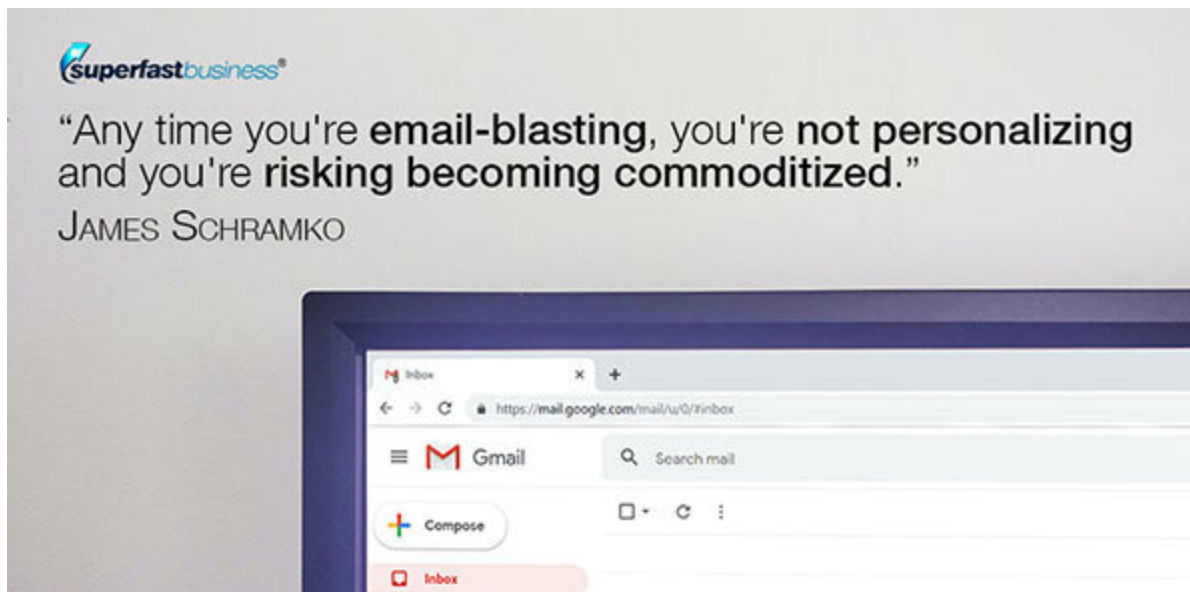 superfastbusiness®
“Any time you're email-blasting, you're not personalizing
and you're risking becoming commoditized.”
JAMES SCHRAMKO
Inbox
https://mail.google.com/mail/u/0/#inbox
Gmail
Search mail
Compose
Inbox